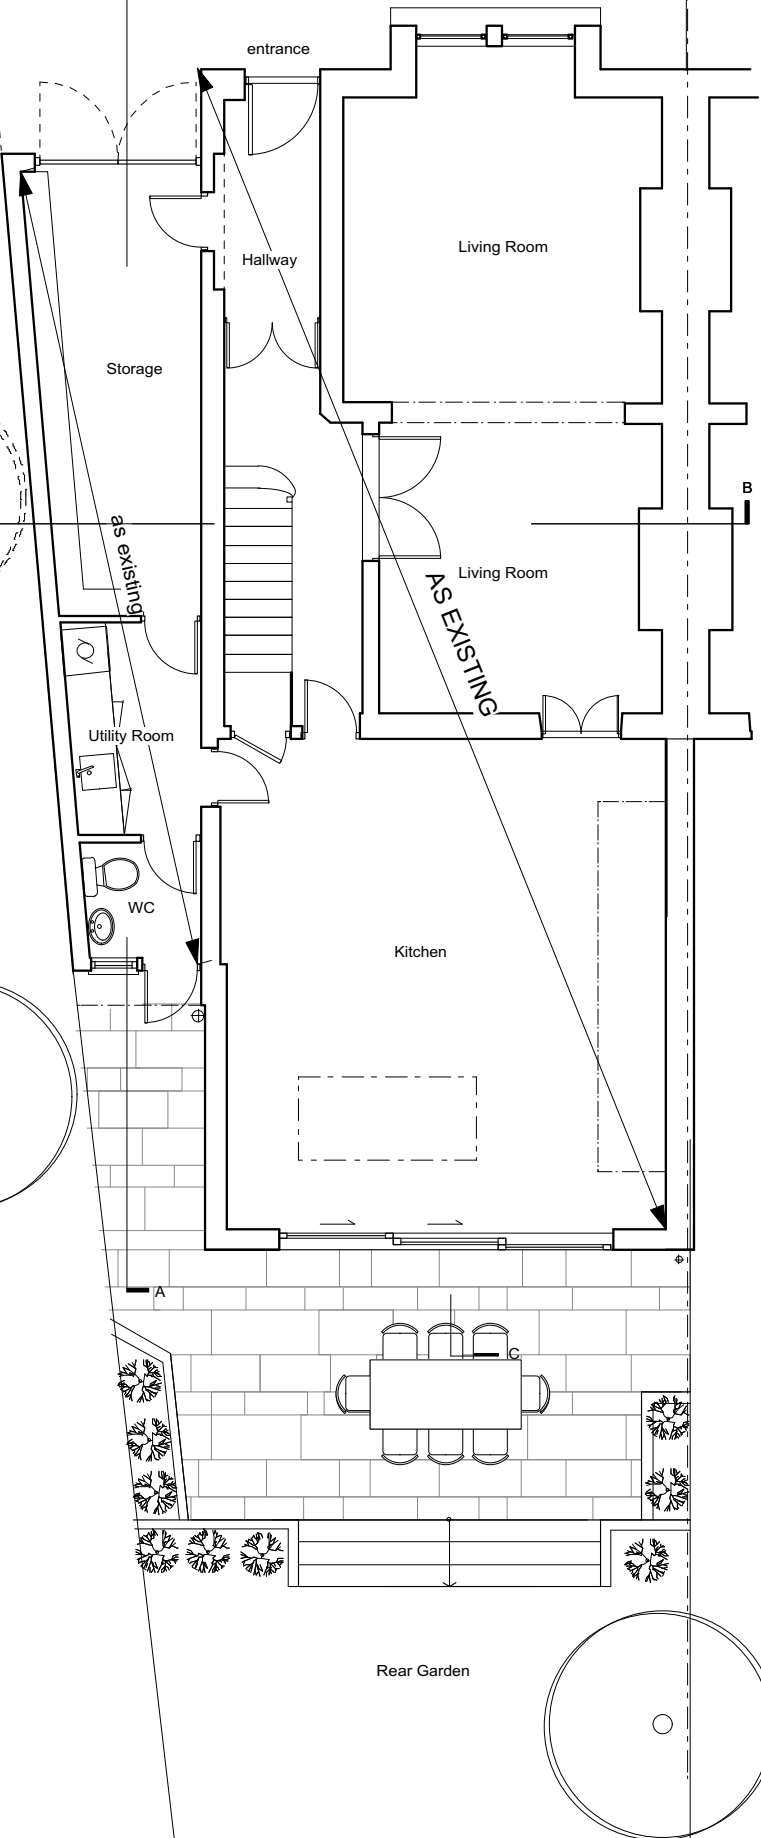 entrance
Living Room
Hallway
Storage
B
as existing
Living Room
AS EXISTING
Utility Room
WC
Kitchen
A
C
Rear Garden